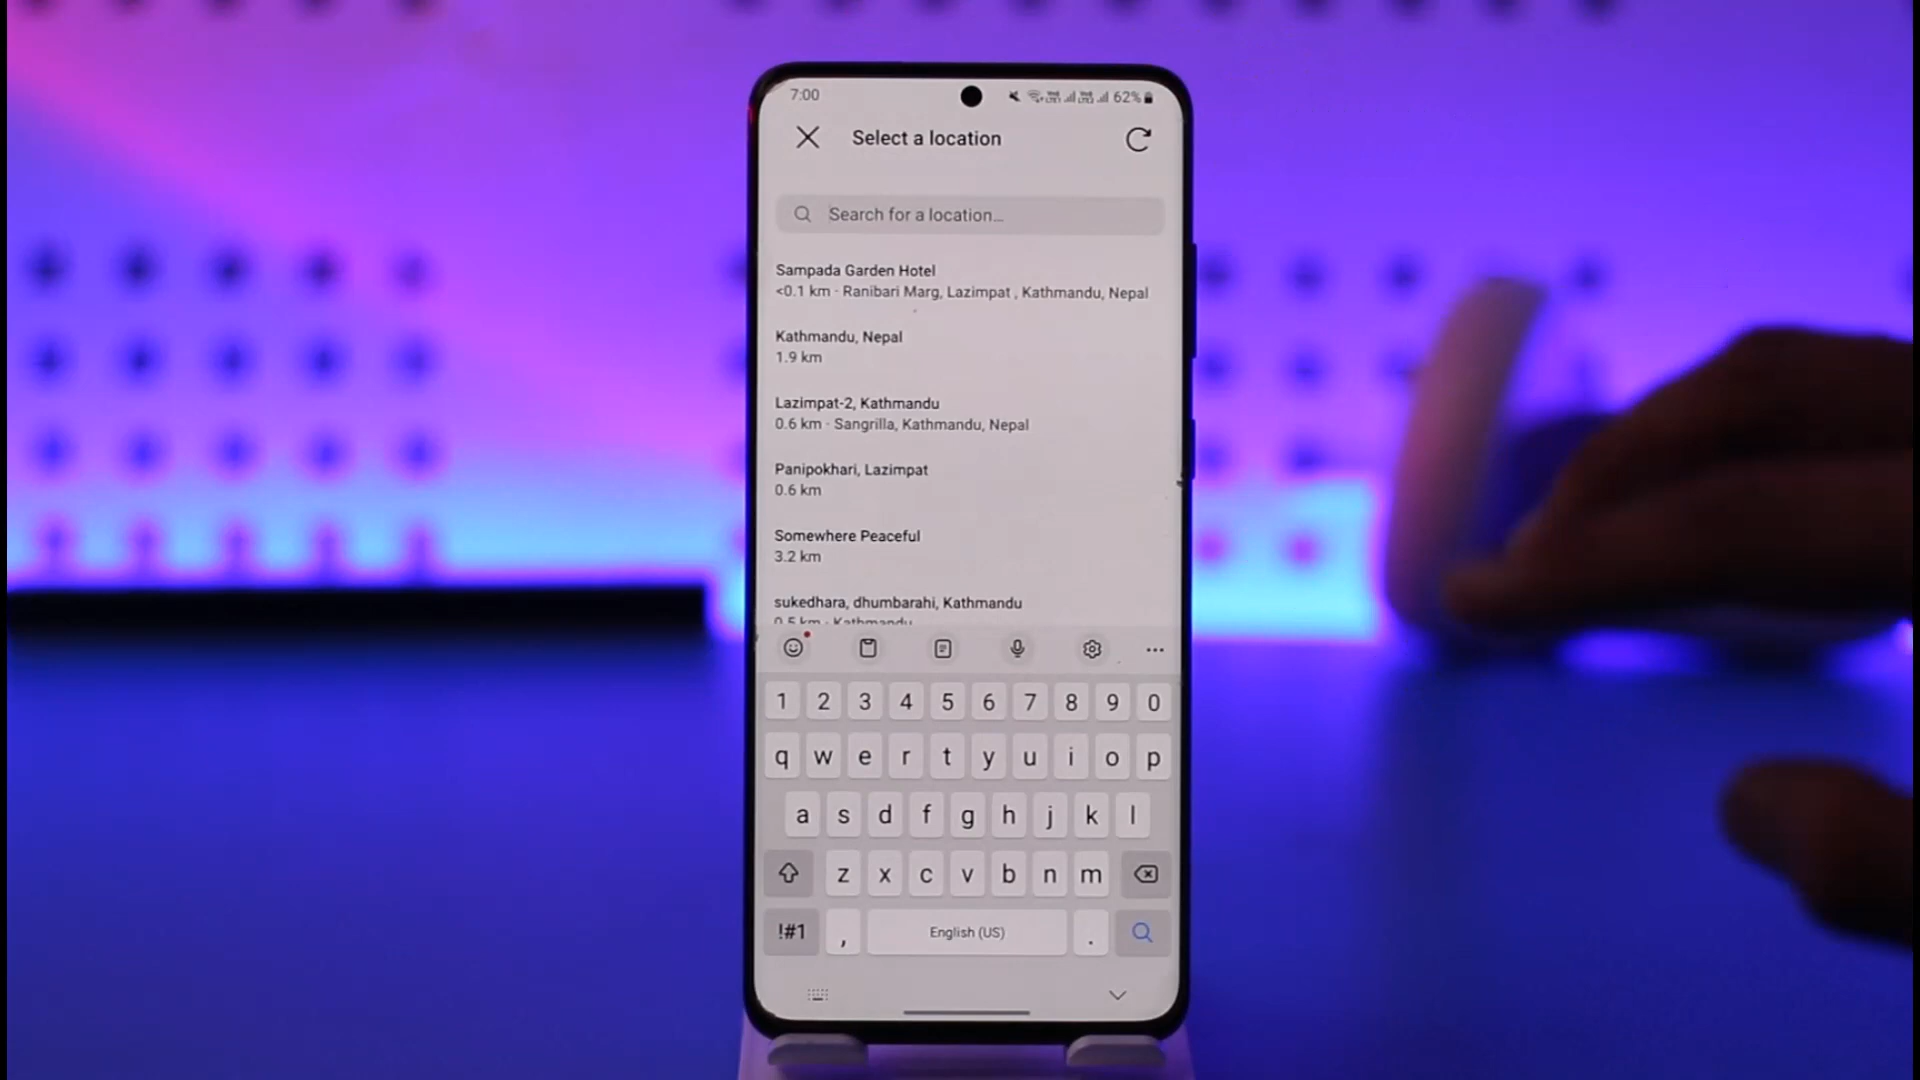 7:00
62%
Select a location
Search for a location...
Sampada Garden Hotel
<0.1 km · Ranibari Marg, Lazimpat , Kathmandu, Nepal
Kathmandu, Nepal
1.9 km
Lazimpat-2, Kathmandu
0.6 km · Sangrilla, Kathmandu, Nepal
Panipokhari, Lazimpat
0.6 km
Somewhere Peaceful
3.2 km
sukedhara, dhumbarahi, Kathmandu
0.5 km · Kathmandu
1 2 3 4 5 6 7 8 9 0
q w e r t y u i o p
a s d f g h j k l
z x c v b n m
!#1 , English (US) .